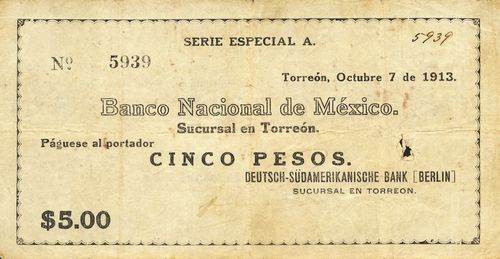 SERIE ESPECIAL A.
5939
Nº 5939
Torreón, Octubre 7 de 1913.
Banco Nacional de México.
Sucursal en Torreón.
Páguese al portador
CINCO PESOS.
DEUTSCH-SÜDAMERIKANISCHE BANK [BERLIN]
SUCURSAL EN TORREON.
$5.00